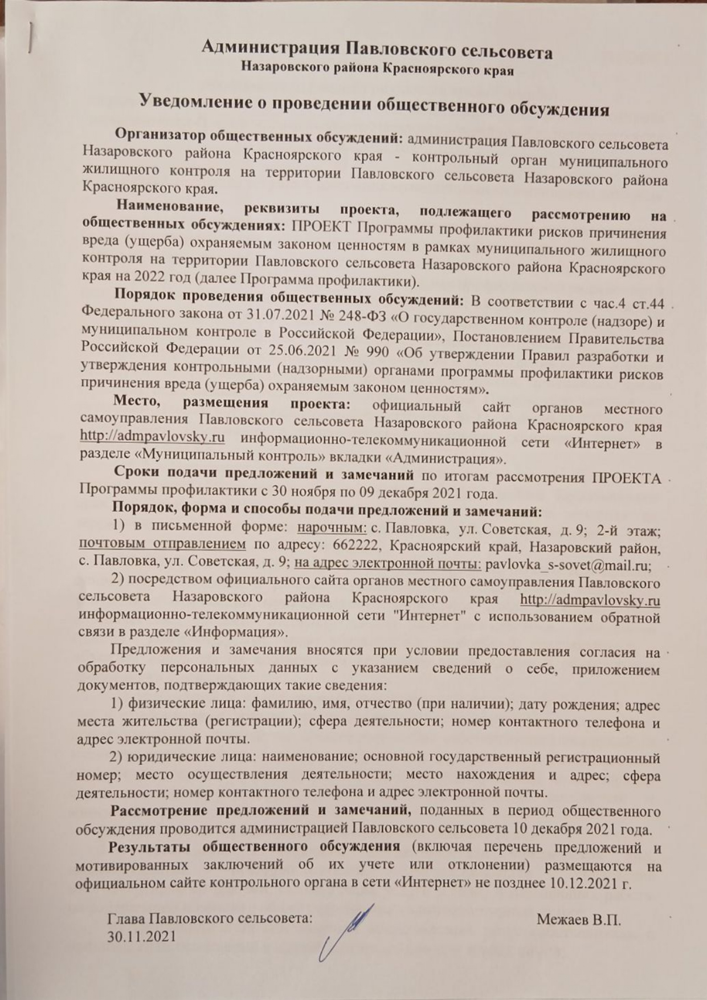 Администрация Павловского сельсовета
Назаровского района Красноярского края
Уведомление о проведении общественного обсуждения
Организатор общественных обсуждений: администрация Павловского сельсовета
Назаровского района Красноярского края - контрольный орган муниципального
жилищного контроля на территории Павловского сельсовета Назаровского района
Красноярского края.
Наименование, реквизиты проекта, подлежащего рассмотрению на
общественных обсуждениях: ПРОЕКТ Программы профилактики рисков причинения
вреда (ущерба) охраняемым законом ценностям в рамках муниципального жилищного
контроля на территории Павловского сельсовета Назаровского района Красноярского
края на 2022 год (далее Программа профилактики).
Порядок проведения общественных обсуждений: В соответствии с час.4 ст.44
Федерального закона от 31.07.2021 № 248-ФЗ «О государственном контроле (надзоре) и
муниципальном контроле в Российской Федерации», Постановлением Правительства
Российской Федерации от 25.06.2021 № 990 «Об утверждении Правил разработки и
утверждения контрольными (надзорными) органами программы профилактики рисков
причинения вреда (ущерба) охраняемым законом ценностям».
Место, размещения проекта: официальный сайт органов местного
самоуправления Павловского сельсовета Назаровского района Красноярского края
http://admpavlovsky.ru информационно-телекоммуникационной сети «Интернет» в
разделе «Муниципальный контроль» вкладки «Администрация».
Сроки подачи предложений и замечаний по итогам рассмотрения ПРОЕКТА
Программы профилактики с 30 ноября по 09 декабря 2021 года.
Порядок, форма и способы подачи предложений и замечаний:
1) в письменной форме: нарочным: с. Павловка, ул. Советская, д. 9; 2-й этаж;
почтовым отправлением по адресу: 662222, Красноярский край, Назаровский район,
с. Павловка, ул. Советская, д. 9; на адрес электронной почты: pavlovka_s-sovet@mail.ru;
2) посредством официального сайта органов местного самоуправления Павловского
сельсовета Назаровского района Красноярского края http://admpavlovsky.ru
информационно-телекоммуникационной сети "Интернет" с использованием обратной
связи в разделе «Информация».
Предложения и замечания вносятся при условии предоставления согласия на
обработку персональных данных с указанием сведений о себе, приложением
документов, подтверждающих такие сведения:
1) физические лица: фамилию, имя, отчество (при наличии); дату рождения; адрес
места жительства (регистрации); сфера деятельности; номер контактного телефона и
адрес электронной почты.
2) юридические лица: наименование; основной государственный регистрационный
номер; место осуществления деятельности; место нахождения и адрес; сфера
деятельности; номер контактного телефона и адрес электронной почты.
Рассмотрение предложений и замечаний, поданных в период общественного
обсуждения проводится администрацией Павловского сельсовета 10 декабря 2021 года.
Результаты общественного обсуждения (включая перечень предложений и
мотивированных заключений об их учете или отклонении) размещаются на
официальном сайте контрольного органа в сети «Интернет» не позднее 10.12.2021 г.
Глава Павловского сельсовета: Межаев В.П.
30.11.2021